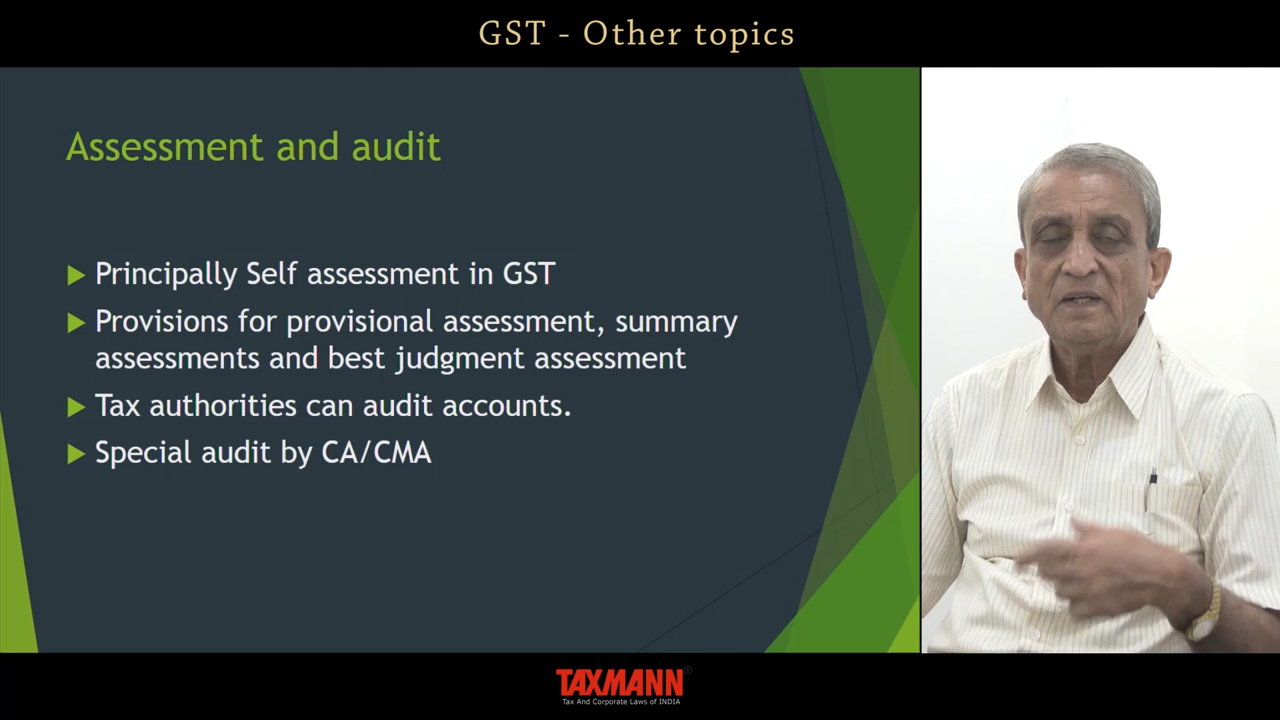 GST - Other topics
Assessment and audit
Principally Self assessment in GST
Provisions for provisional assessment, summary
assessments and best judgment assessment
Tax authorities can audit accounts.
Special audit by CA/CMA
TAXMANN®
Tax And Corporate Laws of INDIA